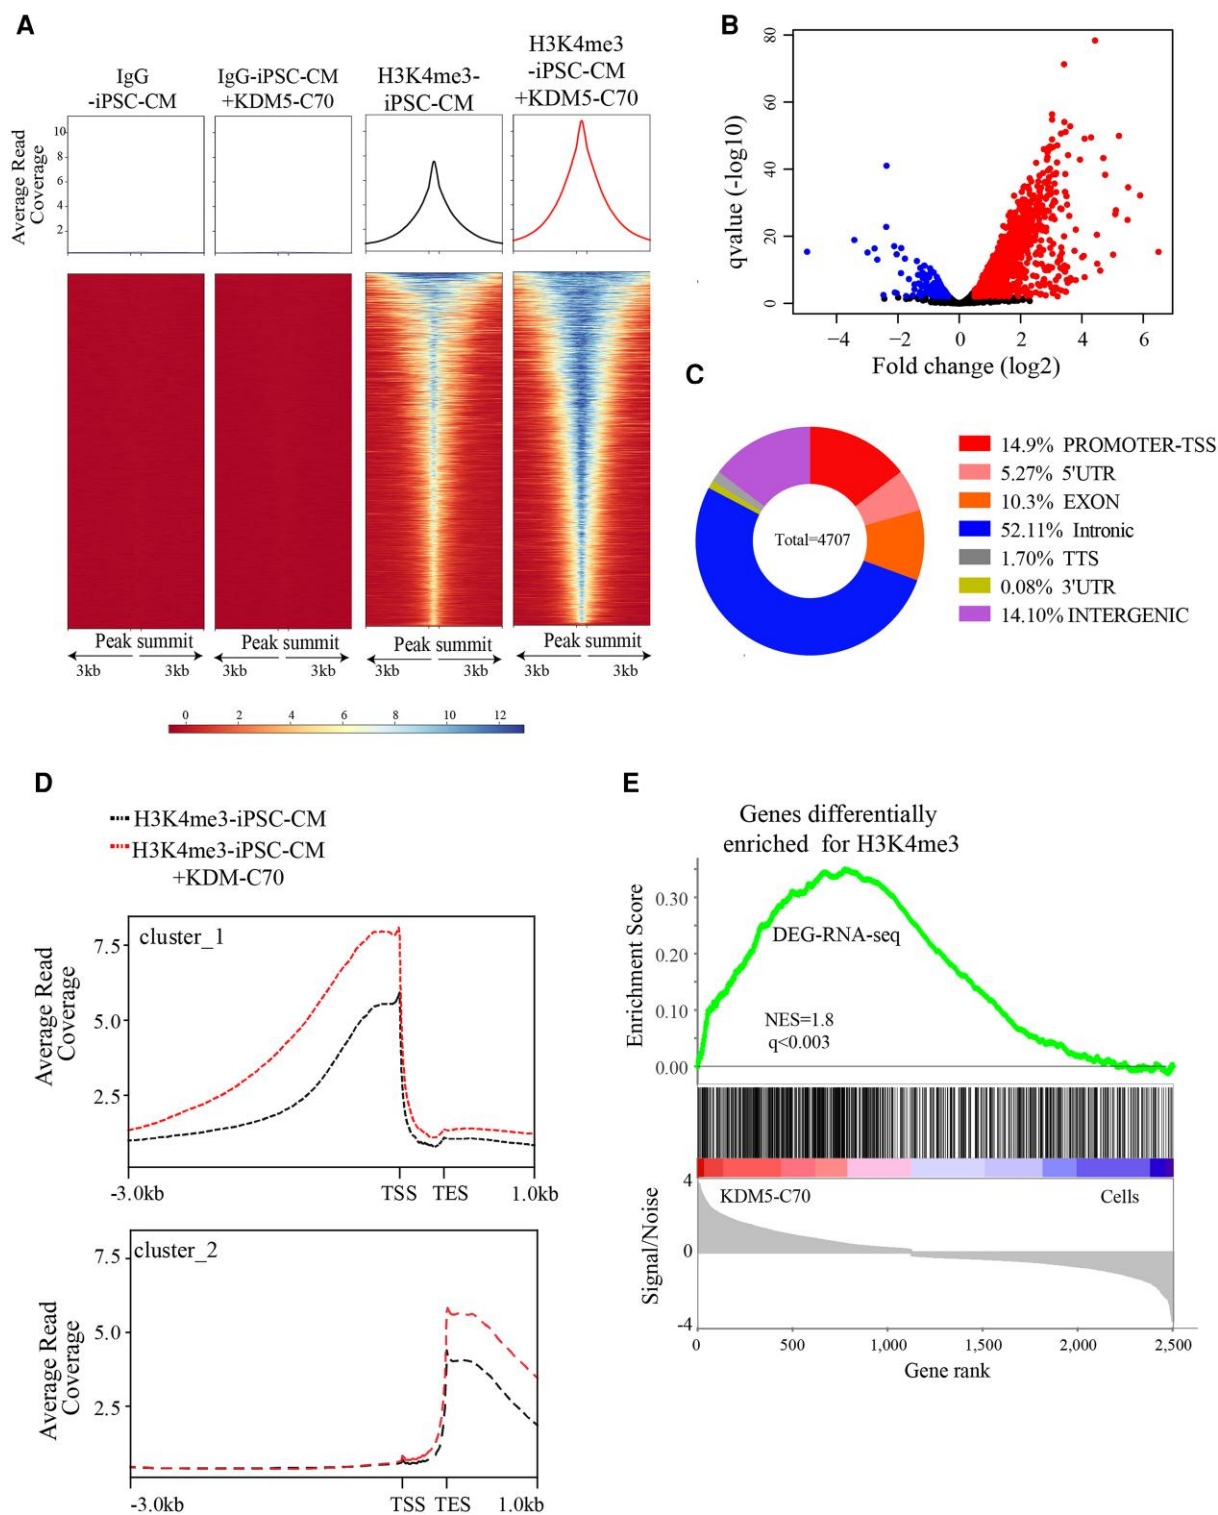 A
IgG
-iPSC-CM
IgG-iPSC-CM
+KDM5-C70
H3K4me3-
iPSC-CM
H3K4me3
-iPSC-CM
+KDM5-C70
Average Read
Coverage
10
8
6
4
2
Peak summit
3kb 3kb
Peak summit
3kb 3kb
Peak summit
3kb 3kb
Peak summit
3kb 3kb
0 2 4 6 8 10 12
B
qvalue (-log10)
80
60
40
20
0
−4 −2 0 2 4 6
Fold change (log2)
C
Total=4707
14.9% PROMOTER-TSS
5.27% 5'UTR
10.3% EXON
52.11% Intronic
1.70% TTS
0.08% 3'UTR
14.10% INTERGENIC
D
H3K4me3-iPSC-CM
H3K4me3-iPSC-CM
+KDM-C70
cluster_1
Average Read
Coverage
7.5
5.0
2.5
-3.0kb TSS TES 1.0kb
cluster_2
Average Read
Coverage
7.5
5.0
2.5
-3.0kb TSS TES 1.0kb
E
Genes differentially
enriched for H3K4me3
Enrichment Score
0.30
0.20
0.10
0.00
DEG-RNA-seq
NES=1.8
q<0.003
KDM5-C70 Cells
Signal/Noise
4
0
-4
0 500 1,000 1,500 2,000 2,500
Gene rank